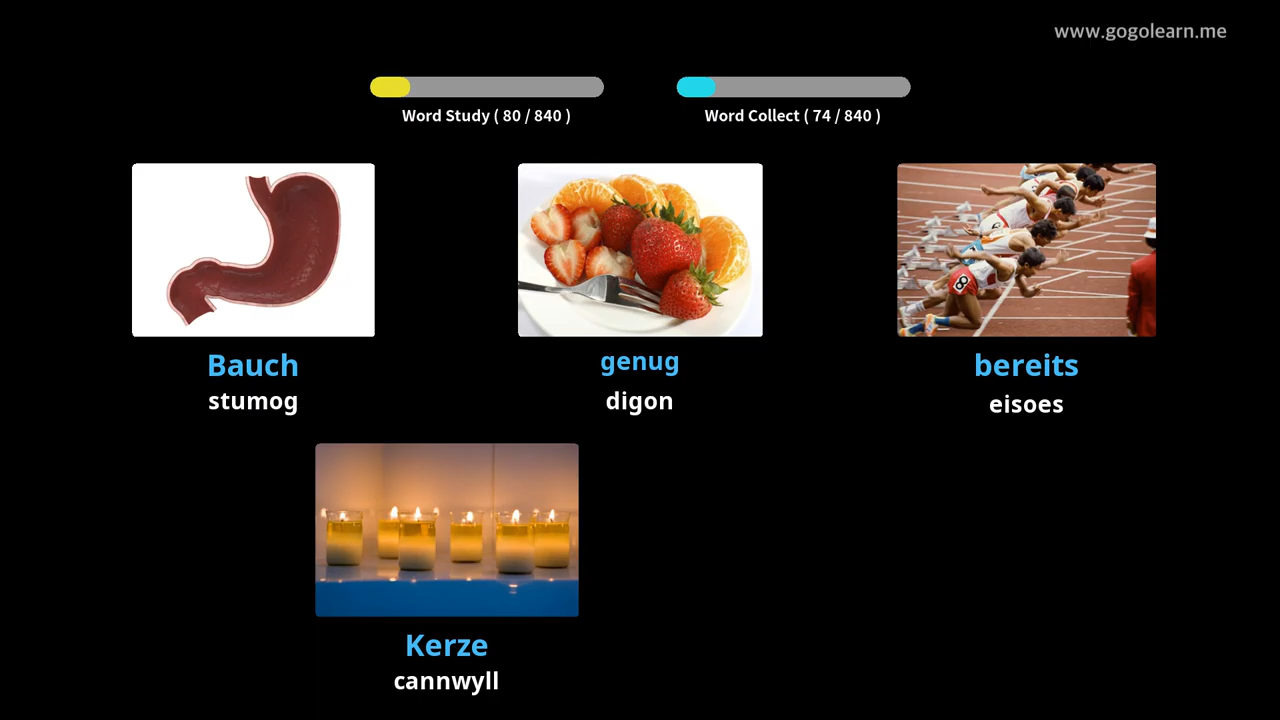 www.gogolearn.me
Word Study ( 80 / 840 )
Word Collect ( 74 / 840 )
Bauch
stumog
genug
digon
bereits
eisoes
8
Kerze
cannwyll